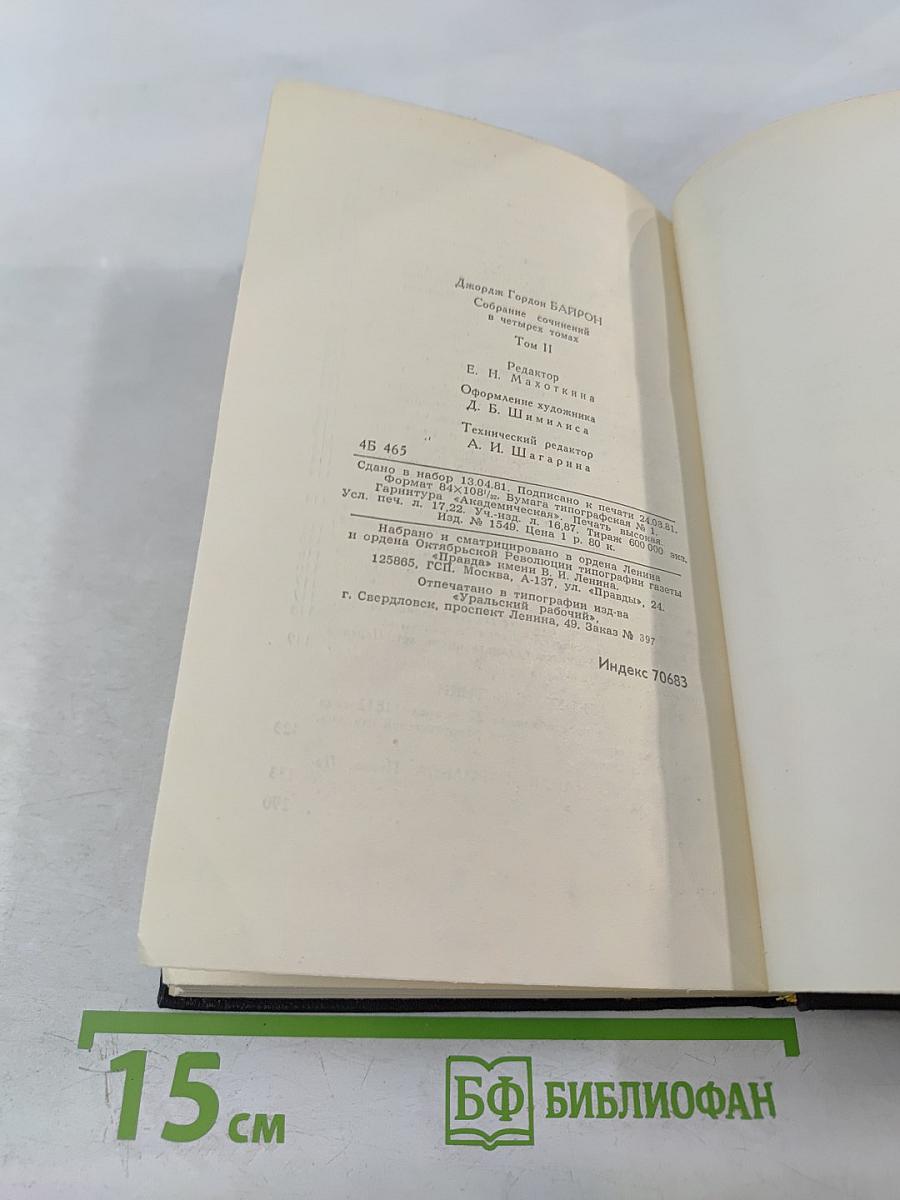 Джордж Гордон БАЙРОН
Собрание сочинений
в четырех томах
Том II
Редактор
Е. Н. Махоткина
Оформление художника
Д. Б. Шимилиса
Технический редактор
А. И. Шагарина
4Б 465
Сдано в набор 13.04.81. Подписано к печати 24.03.81.
Формат 84×108¹/₃₂. Бумага типографская № 1.
Гарнитура «Академическая». Печать высокая.
Усл. печ. л. 17,22. Уч.-изд. л. 16,87. Тираж 600 000 экз.
Изд. № 1549. Цена 1 р. 80 к.
Набрано и сматрицировано в ордена Ленина
и ордена Октябрьской Революции типографии газеты
«Правда» имени В. И. Ленина.
125865, ГСП. Москва, А-137, ул. «Правды», 24.
Отпечатано в типографии изд-ва
«Уральский рабочий»,
г. Свердловск, проспект Ленина, 49. Заказ № 397
Индекс 70683
15 см
БФ БИБЛИОФАН